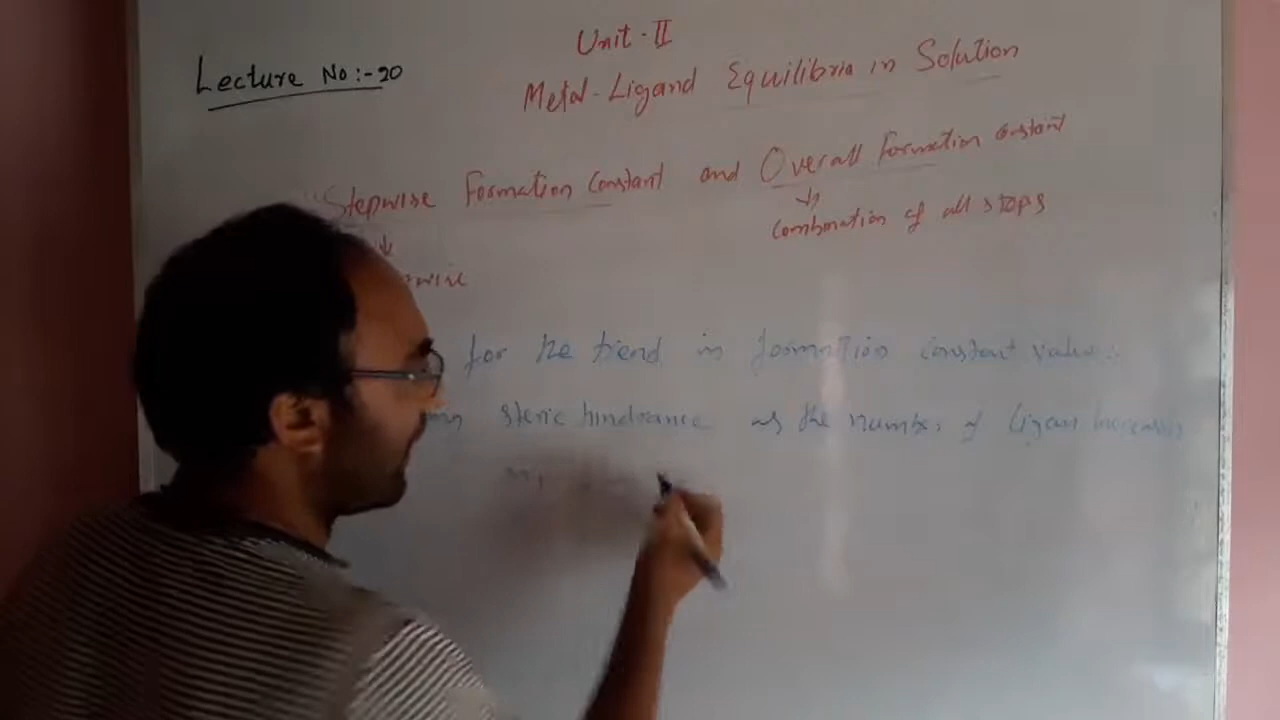 Unit-II
Lecture No:-20
Metal-Ligand Equilibria in Solution
Stepwise Formation Constant and Overall Formation constant
Combination of all steps
for the trend in formation constant values
steric hindrance as the number of ligan increases